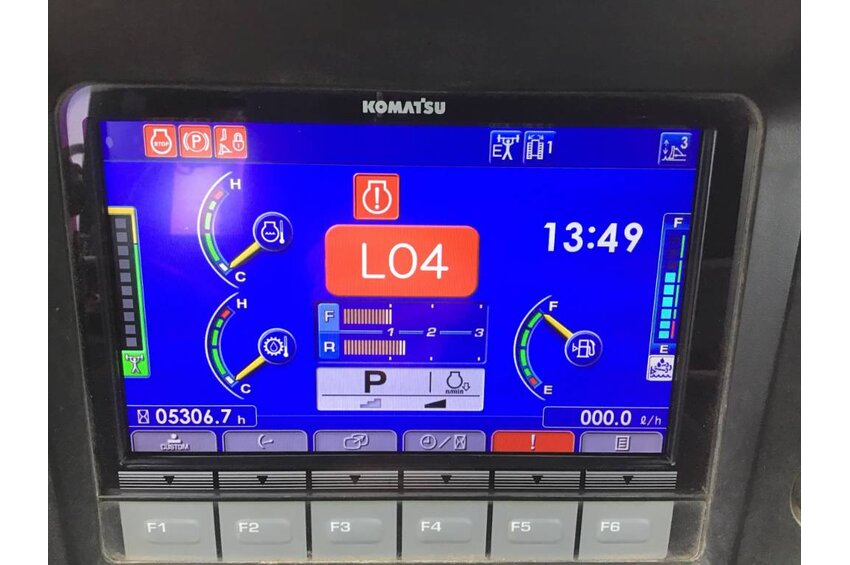 KOMATSU
STOP P
E 1 3
H
C
L04
13:49
F
E
H
C
F
R
1 2 3
F
E
P n/min
05306.7 h
000.0 ℓ/h
CUSTOM !
F1 F2 F3 F4 F5 F6